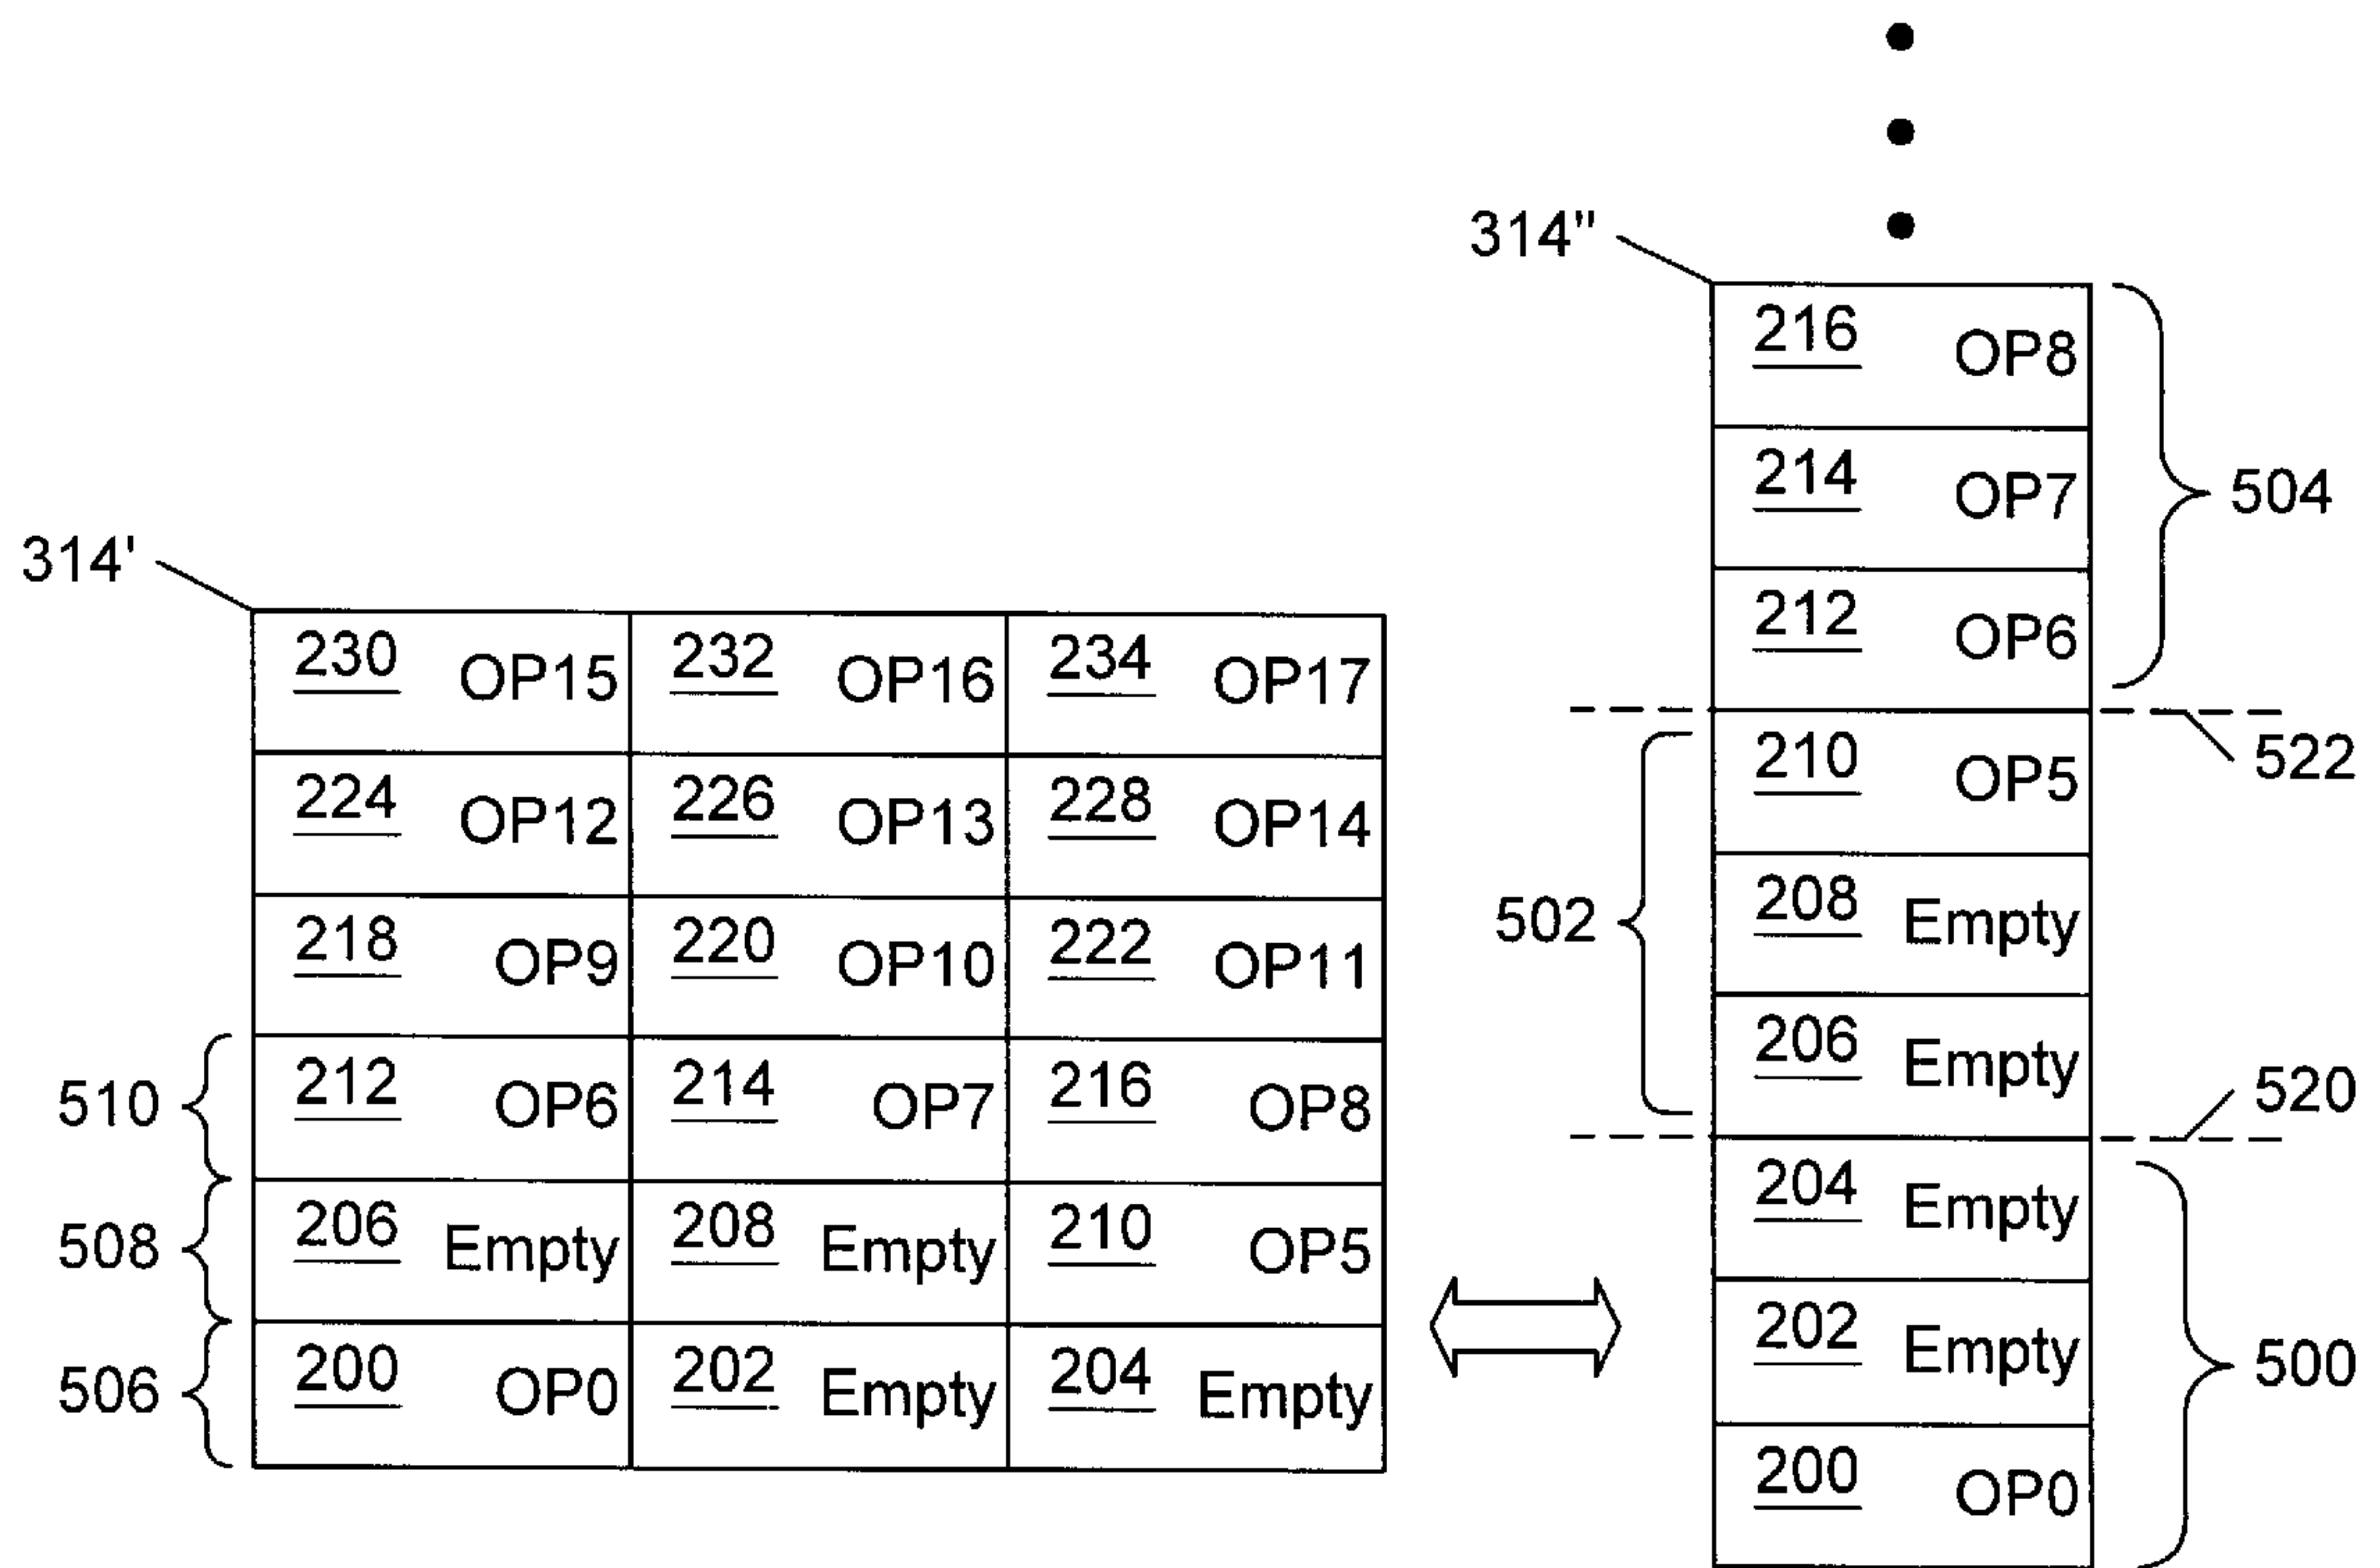 314'
230 OP15 232 OP16 234 OP17
224 OP12 226 OP13 228 OP14
218 OP9 220 OP10 222 OP11
510 212 OP6 214 OP7 216 OP8
508 206 Empty 208 Empty 210 OP5
506 200 OP0 202 Empty 204 Empty
314"
216 OP8
214 OP7
504
212 OP6
522
210 OP5
502
208 Empty
206 Empty
520
204 Empty
202 Empty
500
200 OP0